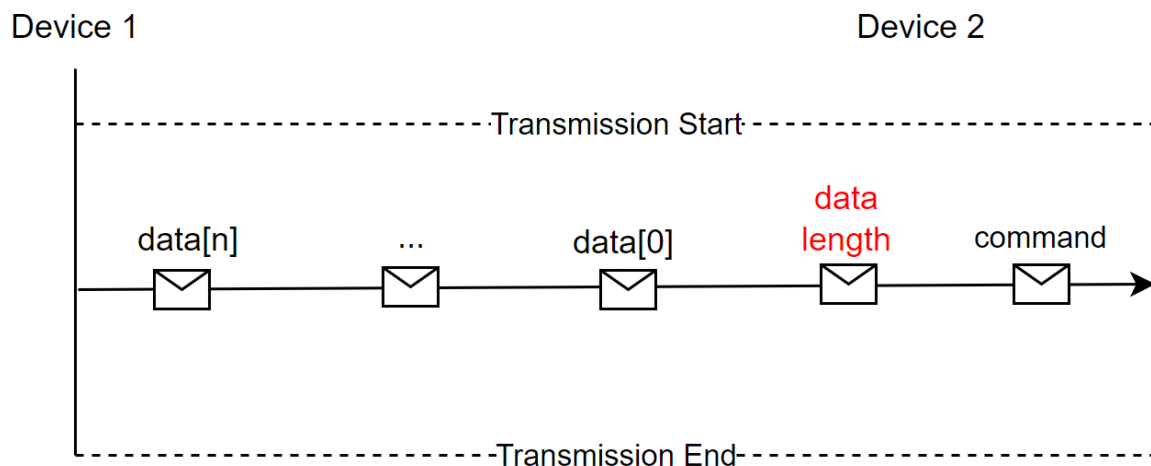 Device 1
Device 2
Transmission Start
data
length
data[n]
...
data[0]
command
Transmission End